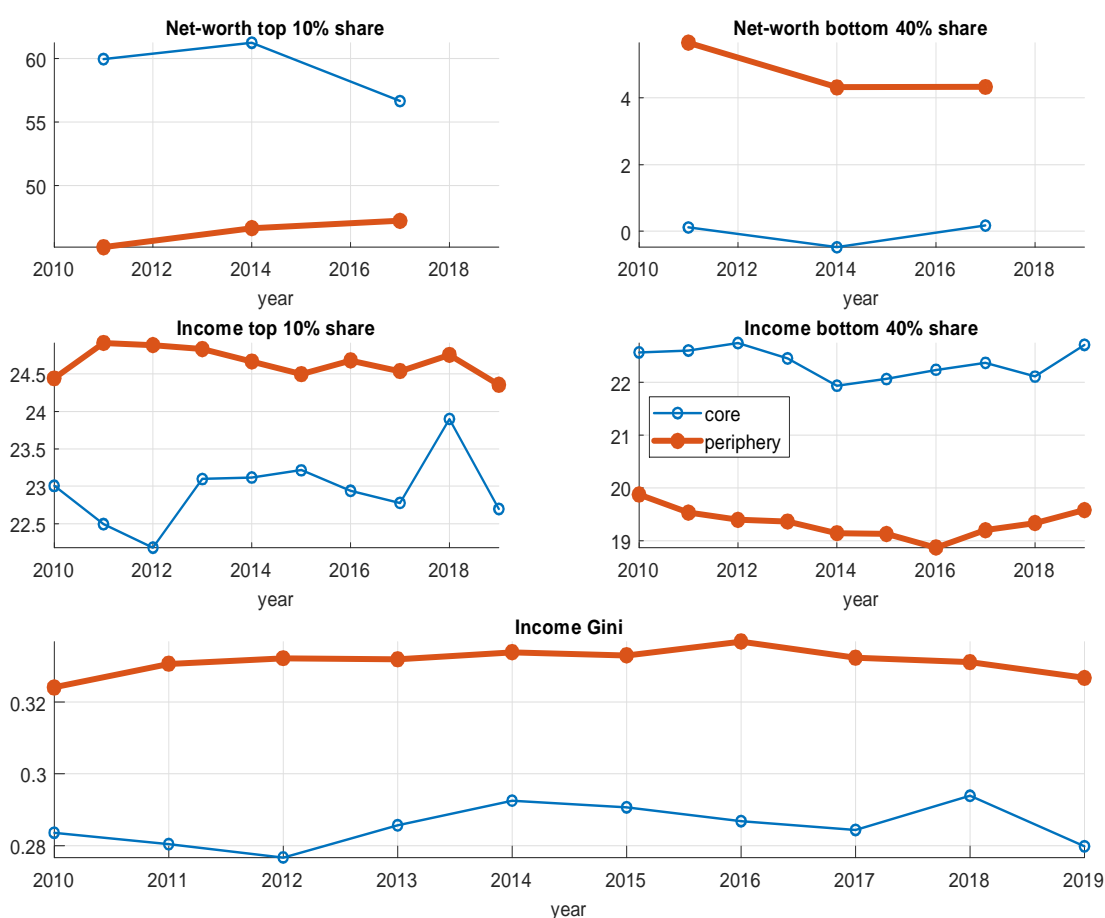 Net-worth top 10% share
Net-worth bottom 40% share
60
55
50
2010 2012 2014 2016 2018
year
4
2
0
2010 2012 2014 2016 2018
year
Income top 10% share
Income bottom 40% share
24.5
24
23.5
23
22.5
2010 2012 2014 2016 2018
year
22
21
20
19
core
periphery
2010 2012 2014 2016 2018
year
Income Gini
0.32
0.3
0.28
2010 2011 2012 2013 2014 2015 2016 2017 2018 2019
year